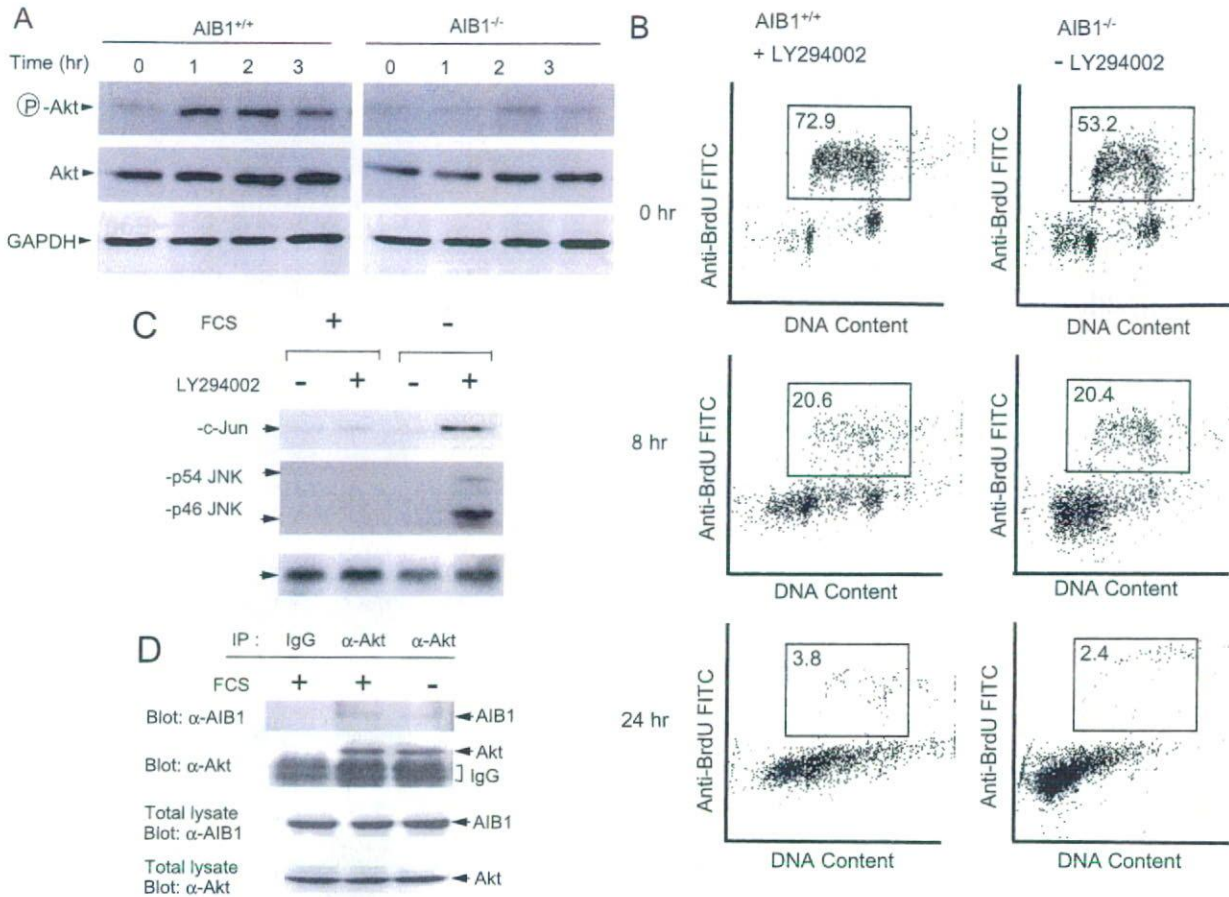 A
AIB1+/+ AIB1-/-
Time (hr) 0 1 2 3 0 1 2 3
Ⓟ-Akt
Akt
GAPDH
B
AIB1+/+
+ LY294002
AIB1-/-
- LY294002
0 hr
72.9
Anti-BrdU FITC
DNA Content
53.2
Anti-BrdU FITC
DNA Content
8 hr
20.6
Anti-BrdU FITC
DNA Content
20.4
Anti-BrdU FITC
DNA Content
24 hr
3.8
Anti-BrdU FITC
DNA Content
2.4
Anti-BrdU FITC
DNA Content
C
FCS + -
LY294002 - + - +
-c-Jun
-p54 JNK
-p46 JNK
D
IP : IgG α-Akt α-Akt
FCS + + -
Blot: α-AIB1 AIB1
Blot: α-Akt Akt
IgG
Total lysate
Blot: α-AIB1 AIB1
Total lysate
Blot: α-Akt Akt